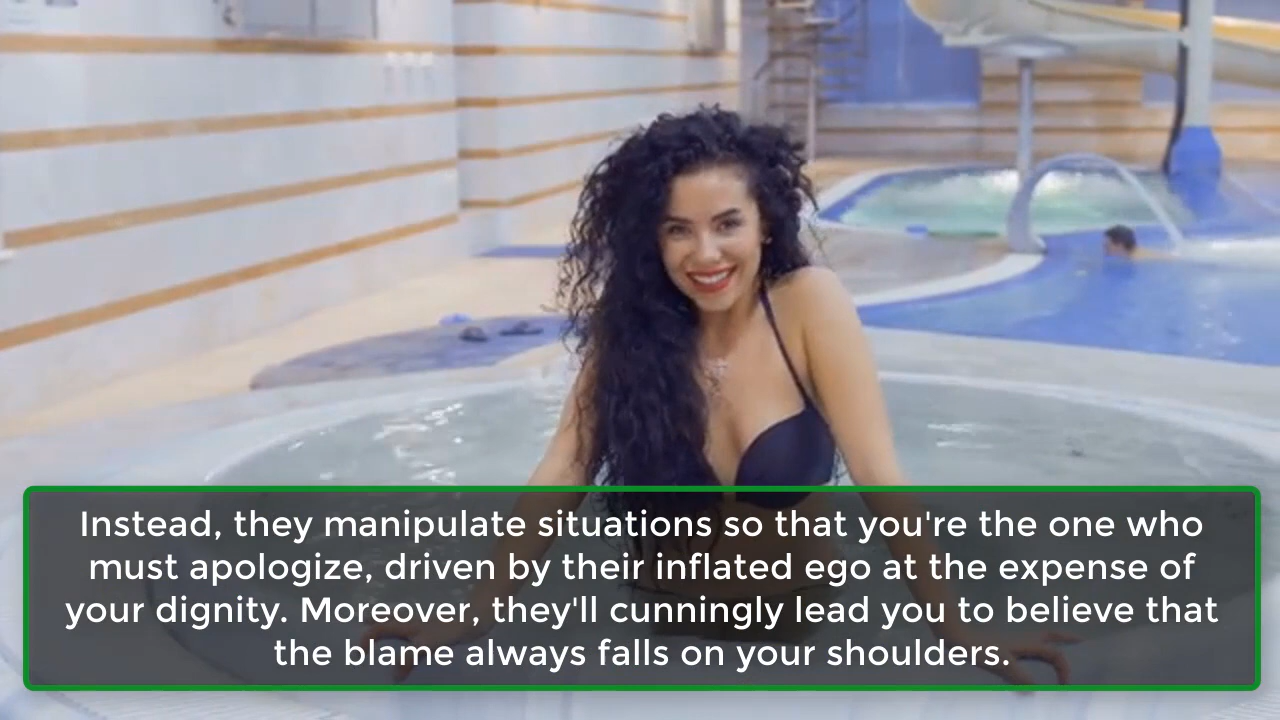 Instead, they manipulate situations so that you're the one who
must apologize, driven by their inflated ego at the expense of
your dignity. Moreover, they'll cunningly lead you to believe that
the blame always falls on your shoulders.